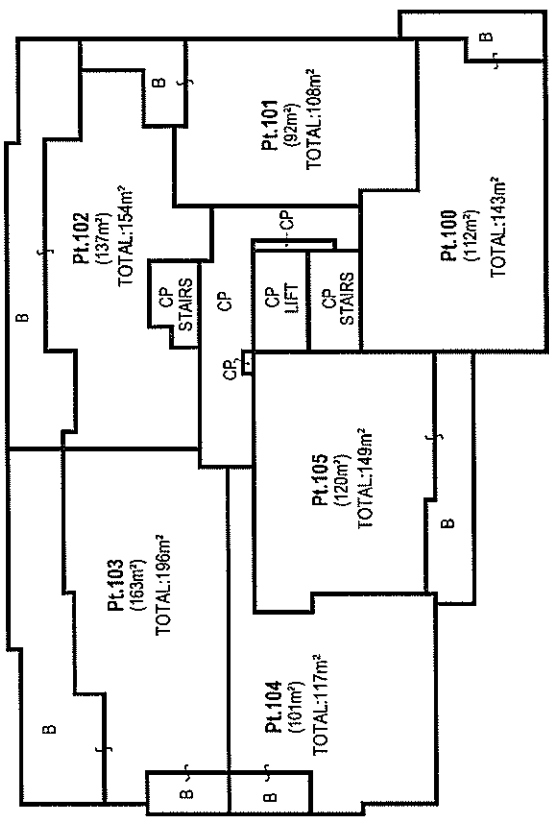 B
B
B
Pt.102
(137m²)
TOTAL:154m²
Pt.101
(92m²)
TOTAL:108m²
B
Pt.103
(163m²)
TOTAL:196m²
B
CP
STAIRS
CP
CP
CP
CP
LIFT
CP
STAIRS
Pt.100
(112m²)
TOTAL:143m²
Pt.105
(120m²)
TOTAL:149m²
B
Pt.104
(101m²)
TOTAL:117m²
B